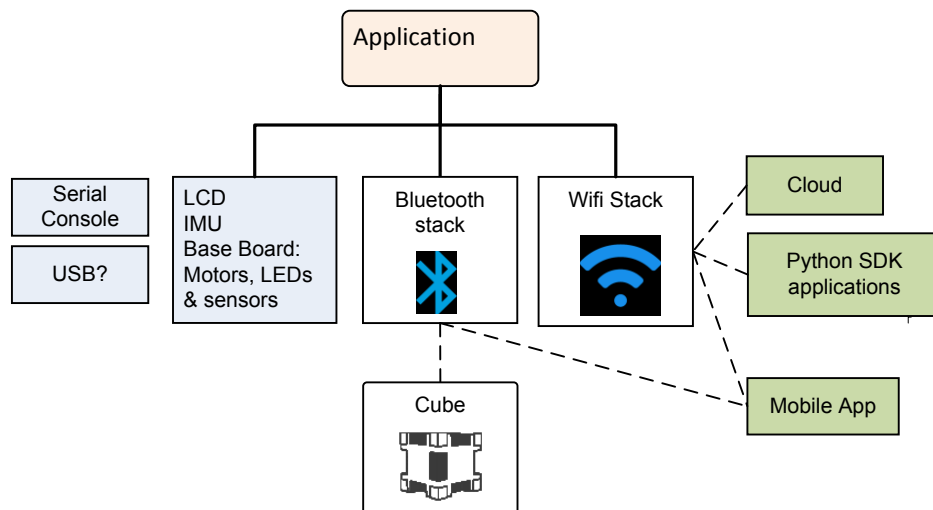 Application
Serial
Console
USB?
LCD
IMU
Base Board:
Motors, LEDs
& sensors
Bluetooth
stack
Wifi Stack
Cloud
Python SDK
applications
Mobile App
Cube